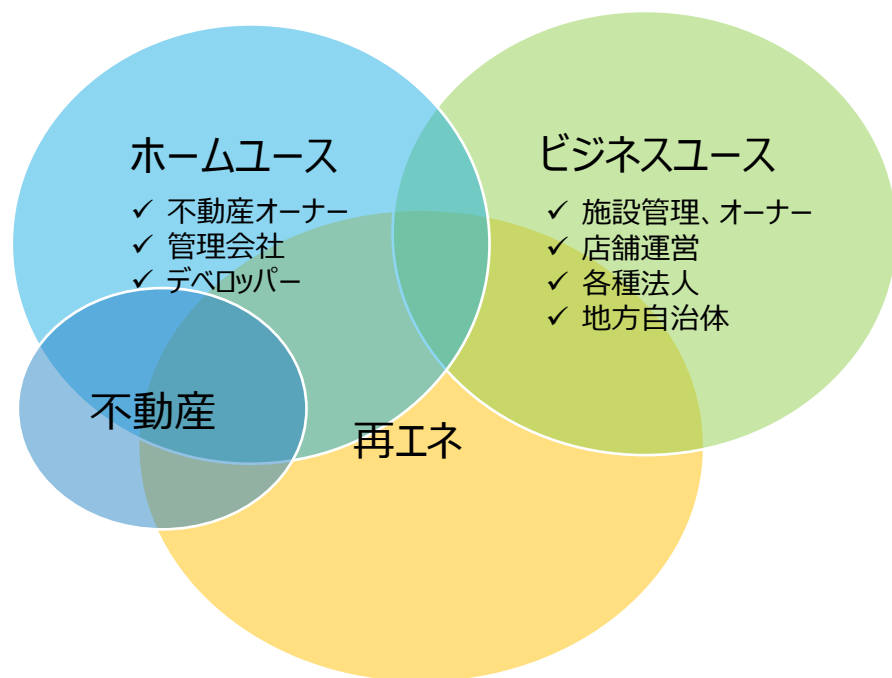 ホームユース
✓ 不動産オーナー
✓ 管理会社
✓ デベロッパー
ビジネスユース
✓ 施設管理、オーナー
✓ 店舗運営
✓ 各種法人
✓ 地方自治体
不動産
再エネ